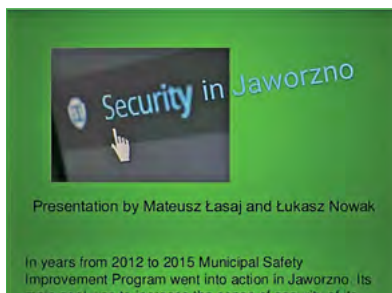 Security in Jaworzno
Presentation by Mateusz Łasaj and Łukasz Nowak
In years from 2012 to 2015 Municipal Safety
Improvement Program went into action in Jaworzno. Its